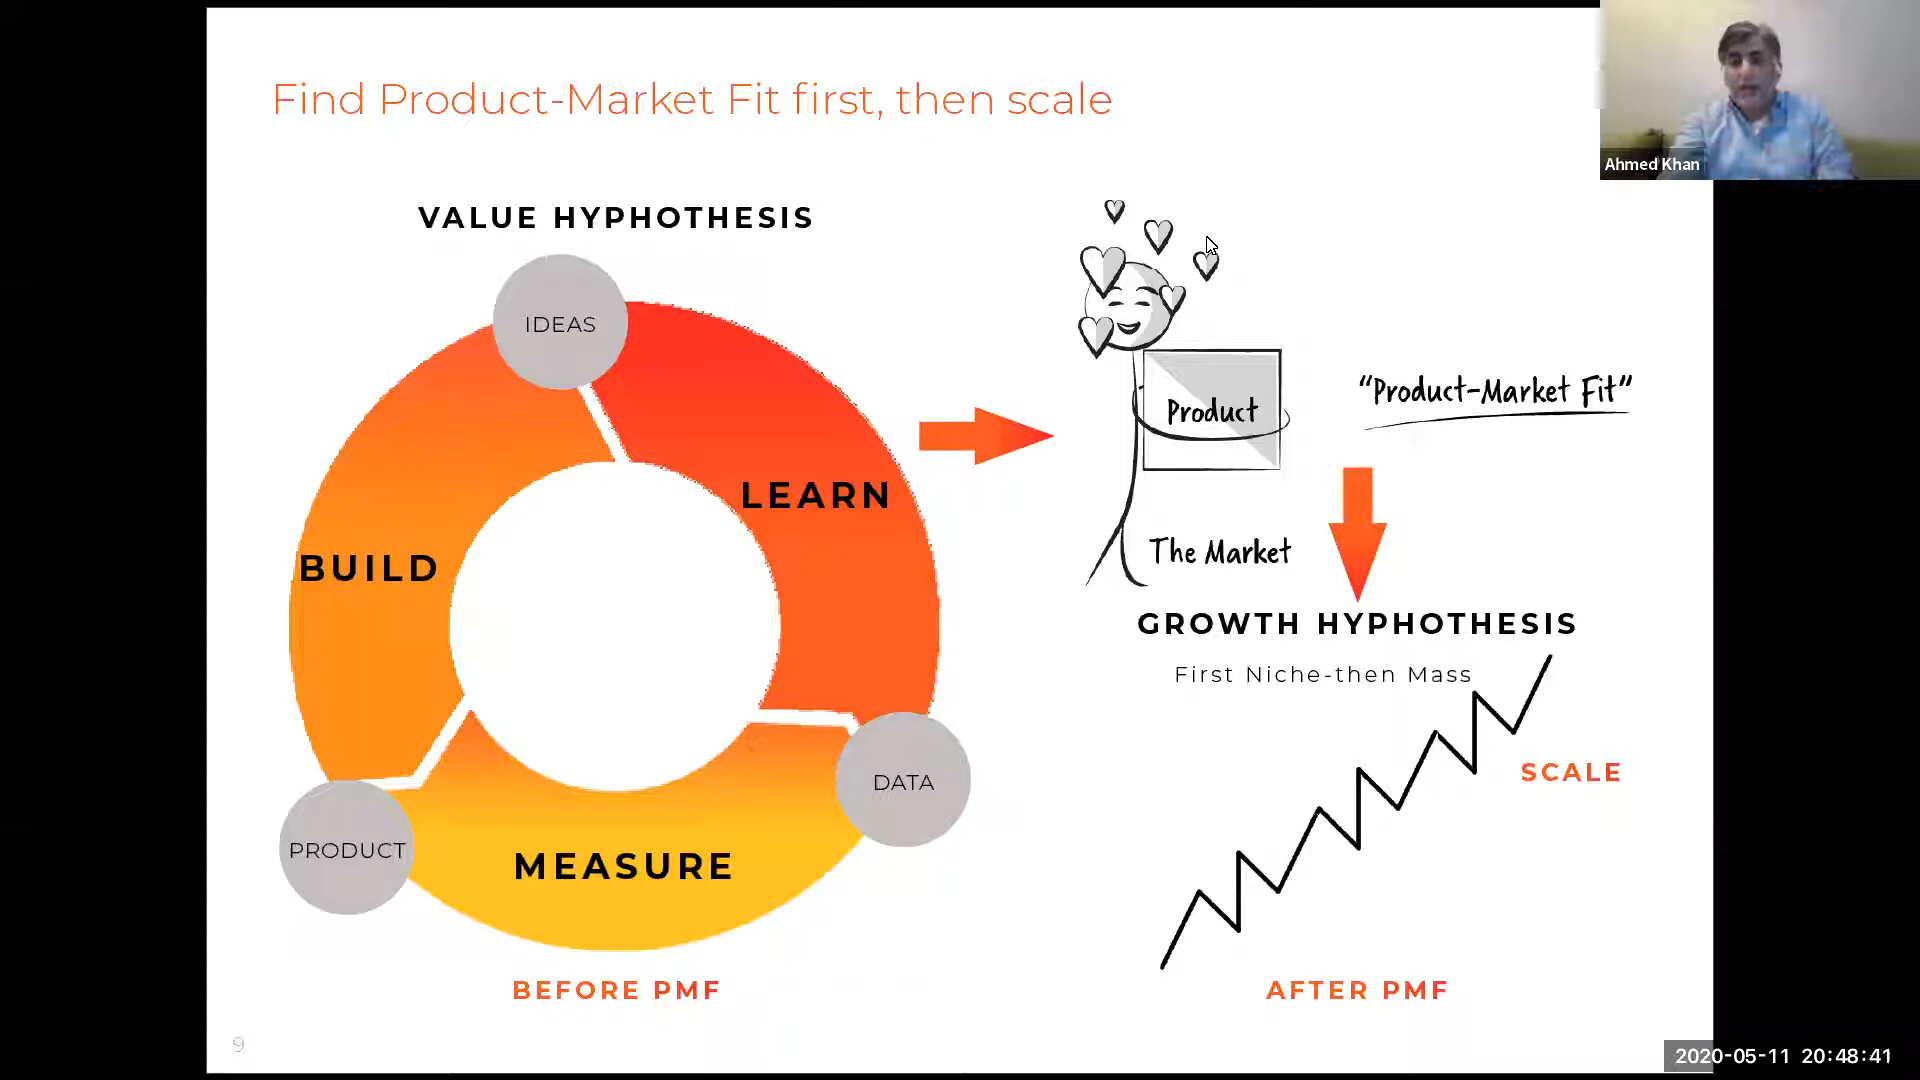 Find Product-Market Fit first, then scale
Ahmed Khan
VALUE HYPHOTHESIS
IDEAS
LEARN
BUILD
DATA
PRODUCT
MEASURE
BEFORE PMF
Product
"Product-Market Fit"
The Market
GROWTH HYPHOTHESIS
First Niche-then Mass
SCALE
AFTER PMF
9
2020-05-11 20:48:41